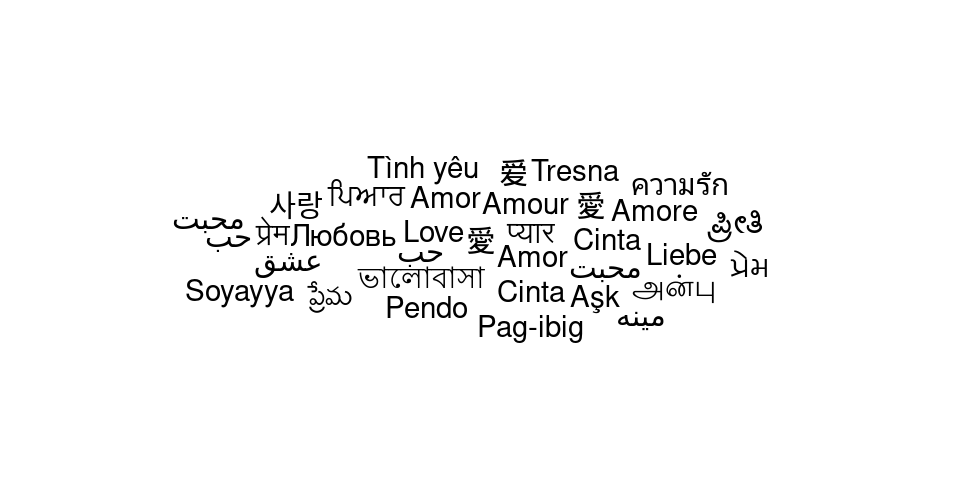 Tình yêu 爱 Tresna
사랑 ਪਿਆਰ Amor Amour 愛 Amore ความรัก
محبت حب प्रेम Любовь Love 愛 प्यार Cinta ಪ್ರೀತಿ
عشق حب Amor محبت Liebe પ્રેમ
Soyayya ప్రేమ ভালোবাসা Cinta Aşk அன்பு
Pendo Pag-ibig مينه